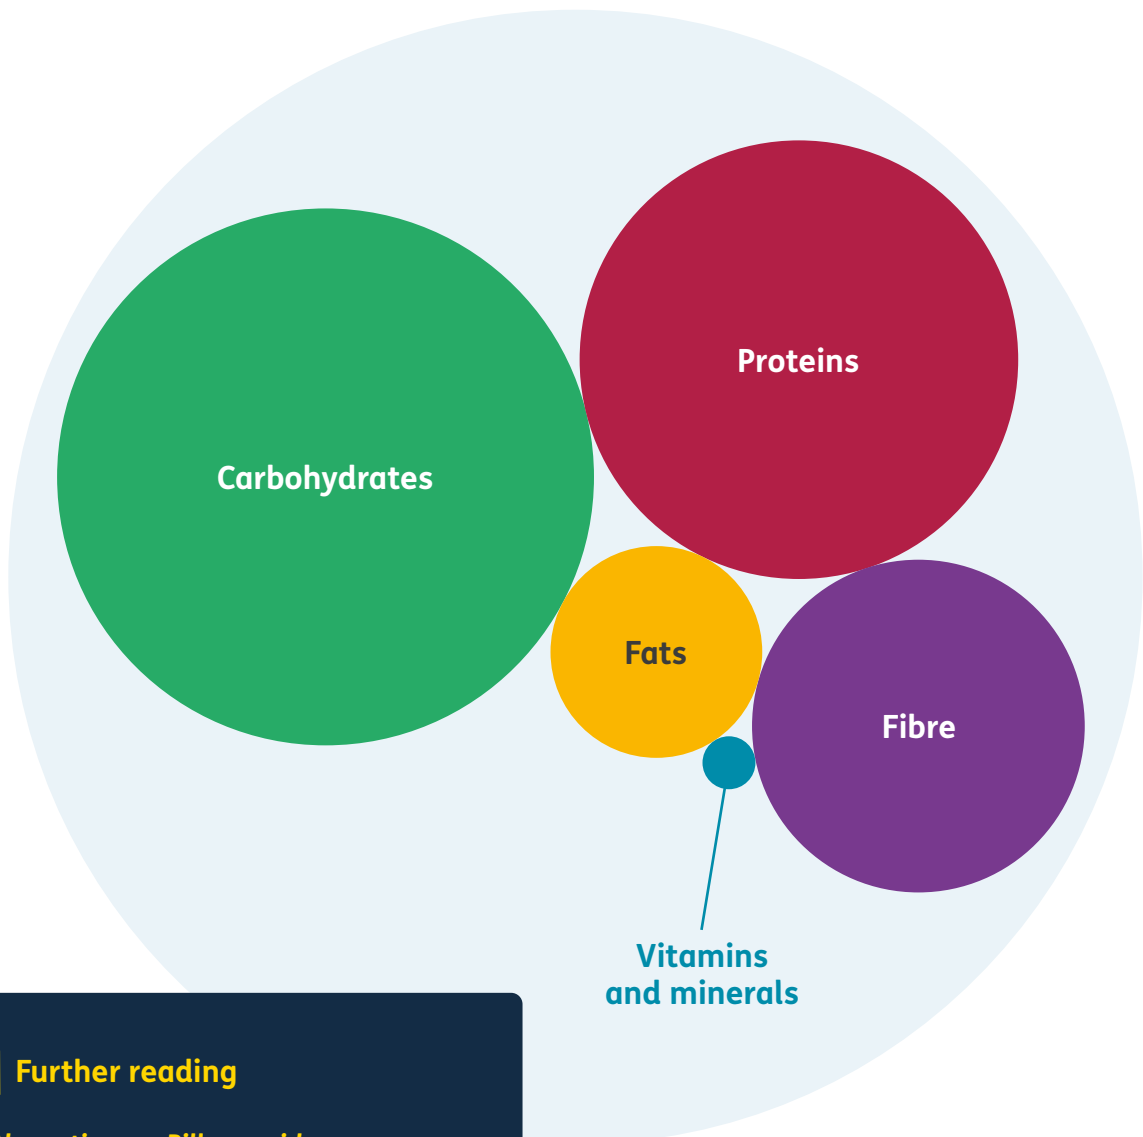 Proteins
Carbohydrates
Fats
Fibre
Vitamins
and minerals
Further reading